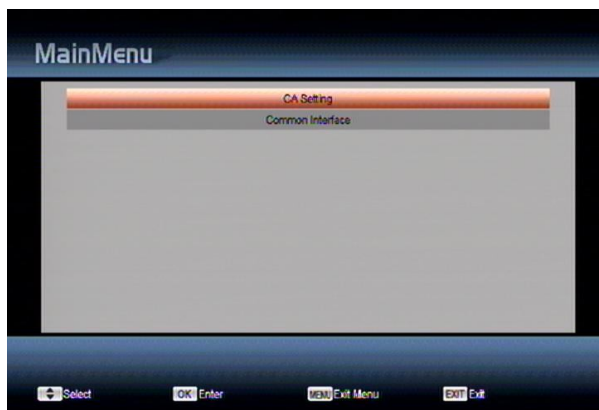 MainMenu
CA Setting
Common Interface
Select OK Enter MENU Exit Menu EXIT Exit